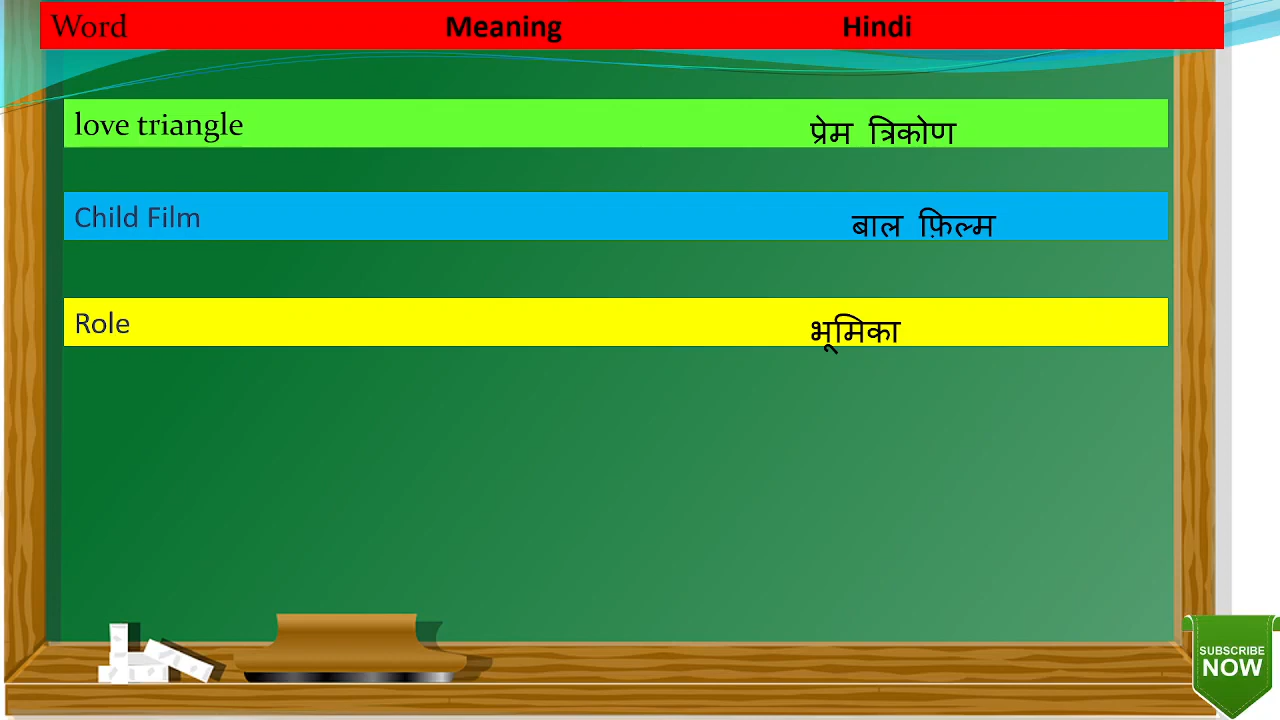 Word Meaning Hindi
love triangle प्रेम त्रिकोण
Child Film बाल फ़िल्म
Role भूमिका
SUBSCRIBE
NOW